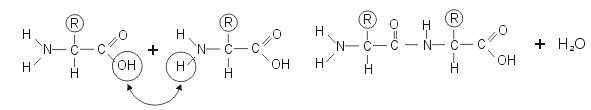 R R R O R
H O H O H O
N C C + N C C N C C N C C + H₂O
H OH H OH H OH
H H H H